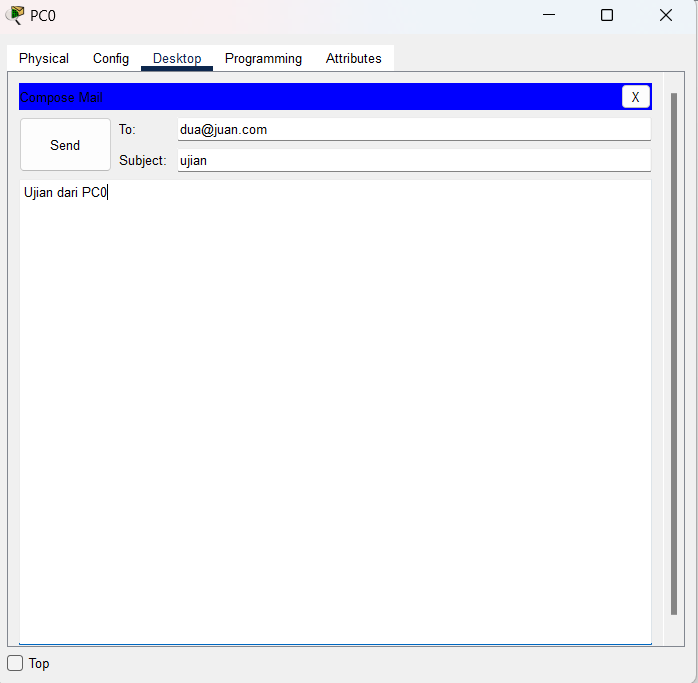 PC0
Physical Config Desktop Programming Attributes
Compose Mail
X
Send
To: dua@juan.com
Subject: ujian
Ujian dari PC0
Top